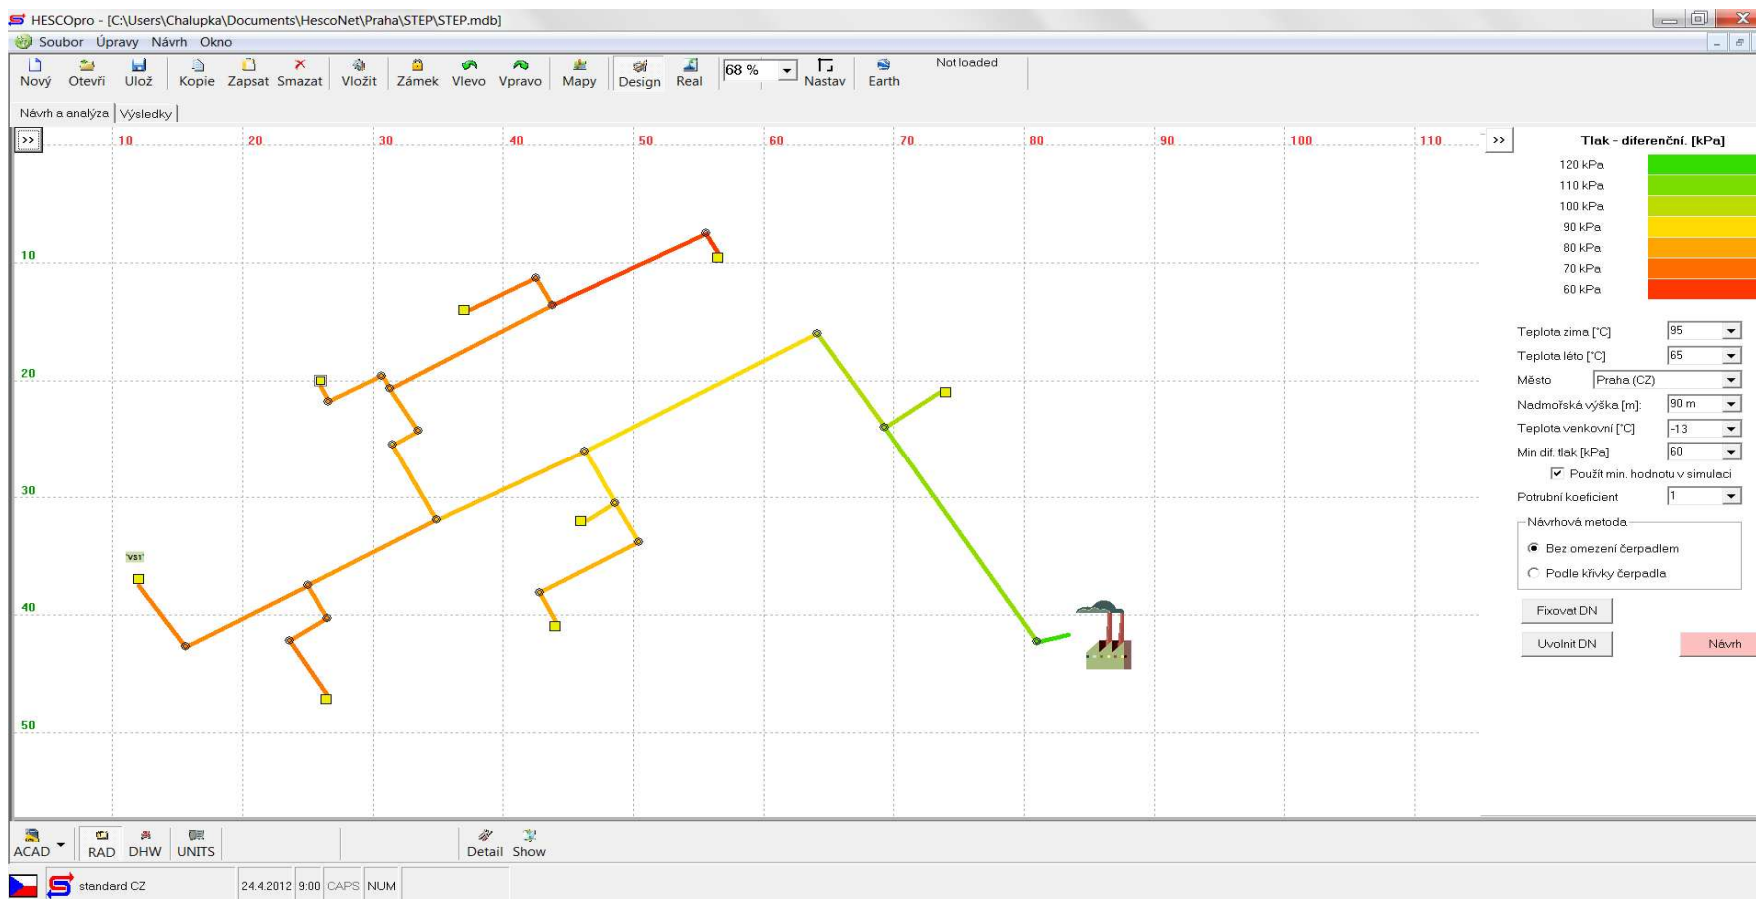 HESCOpro - [C:\Users\Chalupka\Documents\HescoNet\Praha\STEP\STEP.mdb]
Soubor Úpravy Návrh Okno
Nový Otevři Ulož Kopie Zapsat Smazat Vložit Zámek Vlevo Vpravo Mapy Design Real 68 % Nastav Earth Not loaded
Návrh a analýza Výsledky
>> 10 20 30 40 50 60 70 80 90 100 110 >>
10
20
30
40
50
'VS1'
Tlak - diferenční. [kPa]
120 kPa
110 kPa
100 kPa
90 kPa
80 kPa
70 kPa
60 kPa
Teplota zima [°C] 95
Teplota léto [°C] 65
Město Praha (CZ)
Nadmořská výška [m]: 90 m
Teplota venkovní [°C] -13
Min dif. tlak [kPa] 60
Použít min. hodnotu v simulaci
Potrubní koeficient 1
Návrhová metoda
Bez omezení čerpadlem
Podle křivky čerpadla
Fixovat DN
Uvolnit DN Návrh
ACAD RAD DHW UNITS Detail Show
standard CZ 24.4.2012 9:00 CAPS NUM